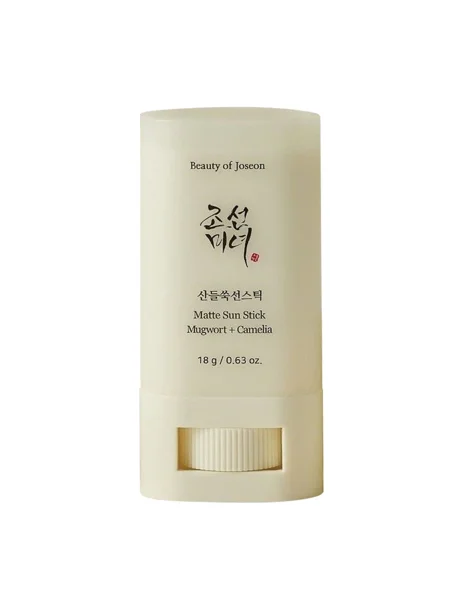 Beauty of Joseon
조선
미녀
산들쑥선스틱
Matte Sun Stick
Mugwort + Camelia
18 g / 0.63 oz.